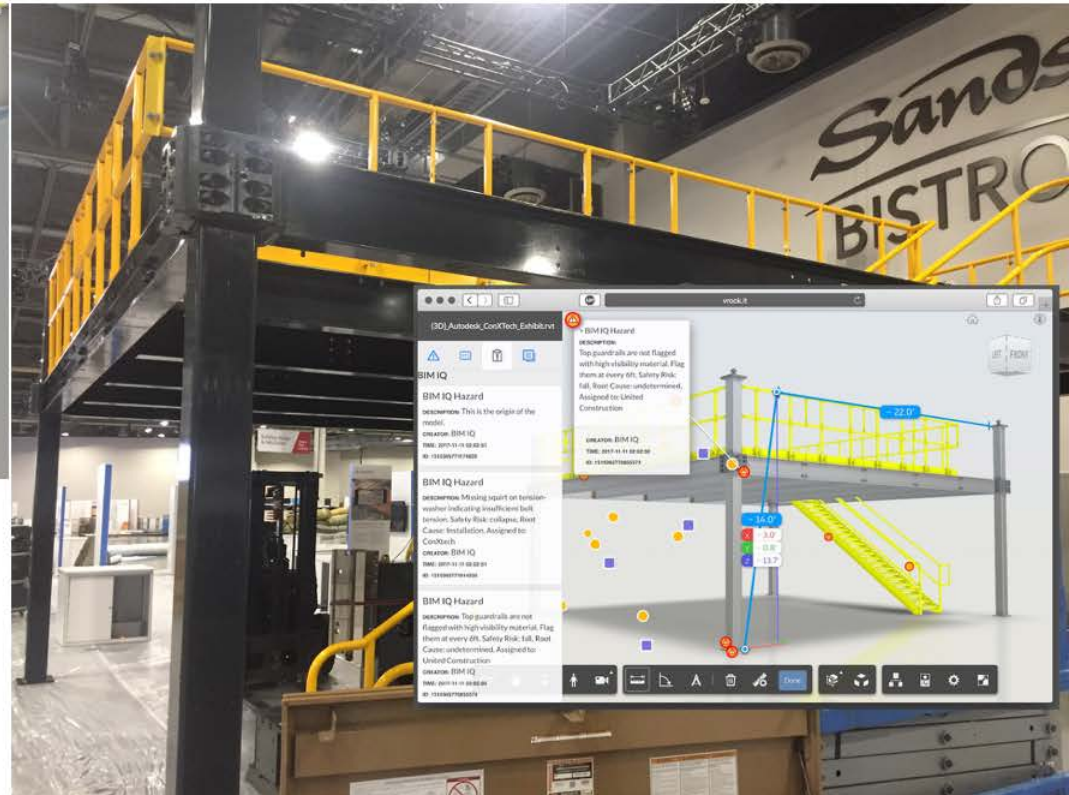 Sands
BISTRO
vrook.it
{3D}_Autodesk_ConXTech_Exhibit.rvt
BIM IQ
BIM IQ Hazard
DESCRIPTION: This is the origin of the
model.
CREATOR: BIM IQ
BIM IQ Hazard
DESCRIPTION: Missing squirt on tension-
washer indicating insufficient bolt
tension. Safety Risk: collapse, Root
Cause: Installation. Assigned to:
ConXtech
CREATOR: BIM IQ
BIM IQ Hazard
DESCRIPTION: Top guardrails are not
flagged with high visibility material. Flag
them at every 6ft. Safety Risk: fall, Root
Cause: undetermined. Assigned to:
United Construction
CREATOR: BIM IQ
BIM IQ Hazard
DESCRIPTION:
Top guardrails are not flagged
with high visibility material. Flag
them at every 6ft. Safety Risk:
fall, Root Cause: undetermined.
Assigned to: United
Construction
CREATOR: BIM IQ
LEFT FRONT
~ 22.0'
~ 14.0'
X ~ 3.0'
Y ~ 0.8'
Z ~ 13.7'
Done